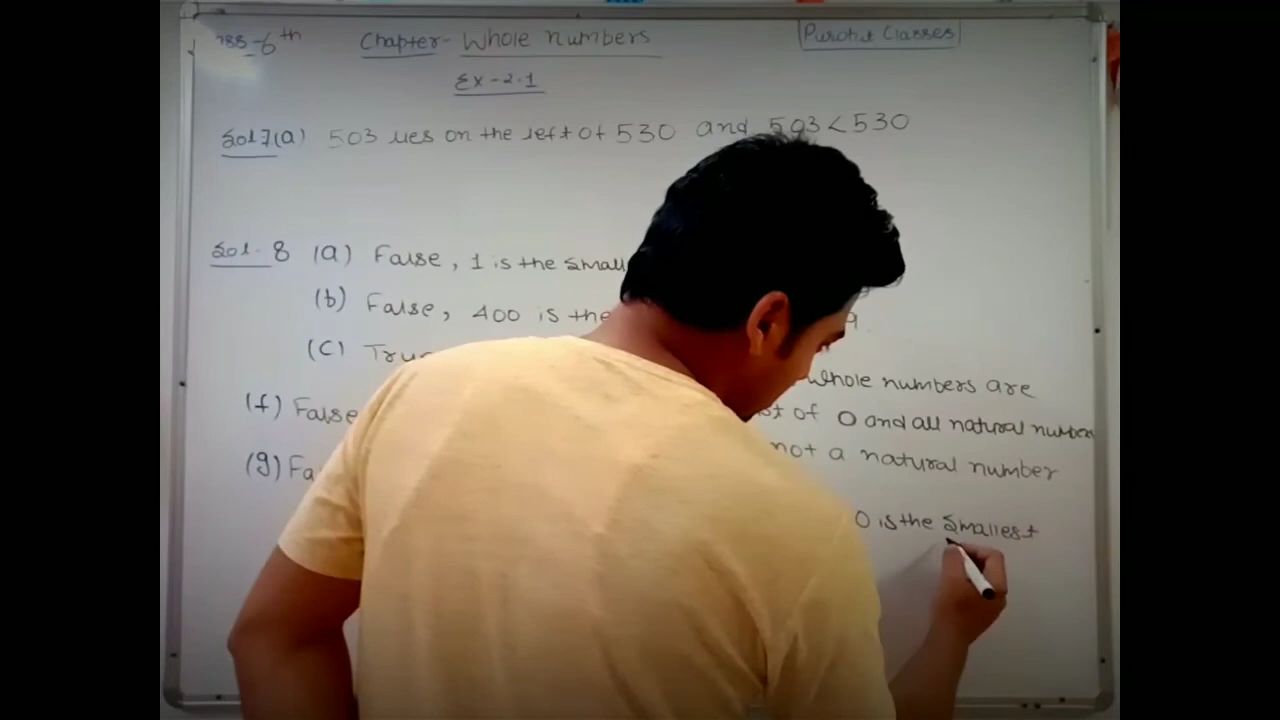 -6th Chapter- Whole numbers Purohit Classes
Ex-2.1
Sol 7(a) 503 lies on the left of 530 and 503<530
Sol. 8 (a) False, 1 is the small
(b) False, 400 is the 9.
(c) True
whole numbers are
(f) False of 0 and all natural number
(g) Fa not a natural number
0 is the smallest